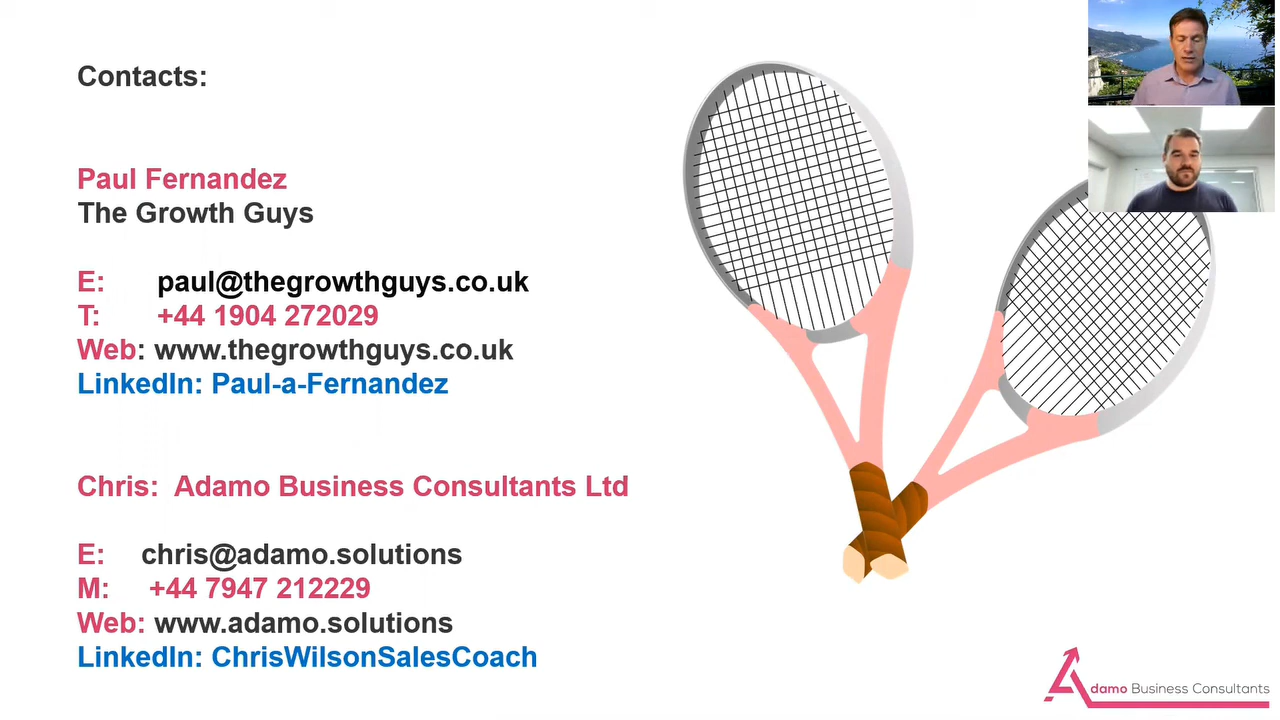 Contacts:
Paul Fernandez
The Growth Guys
E: paul@thegrowthguys.co.uk
T: +44 1904 272029
Web: www.thegrowthguys.co.uk
LinkedIn: Paul-a-Fernandez
Chris: Adamo Business Consultants Ltd
E: chris@adamo.solutions
M: +44 7947 212229
Web: www.adamo.solutions
LinkedIn: ChrisWilsonSalesCoach
Adamo Business Consultants